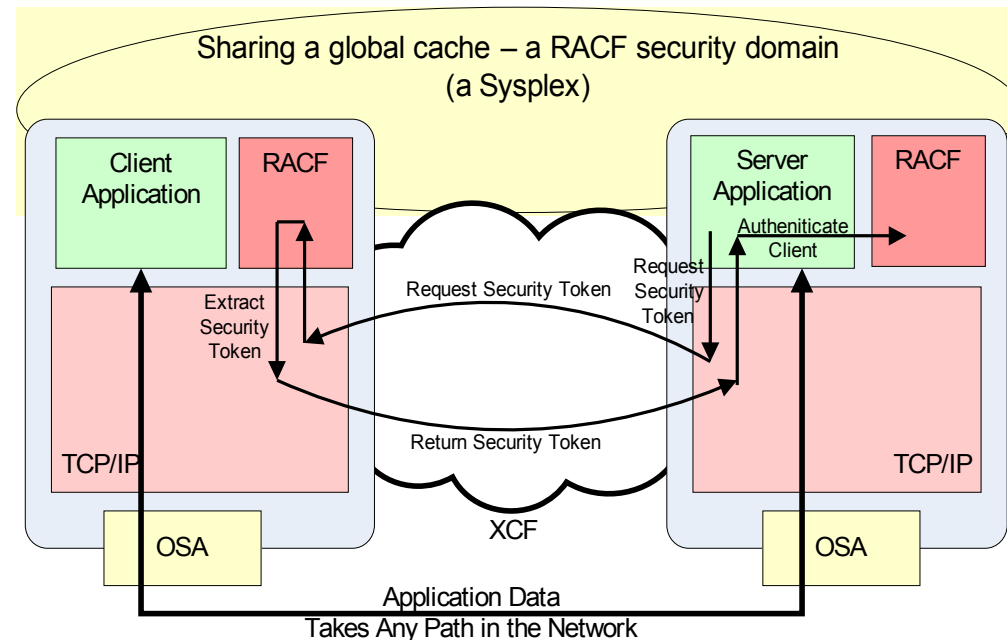 Sharing a global cache – a RACF security domain
(a Sysplex)
Client
Application
RACF
Server
Application
RACF
Autheniticate
Client
Extract
Security
Token
Request Security Token
Request
Security
Token
Return Security Token
TCP/IP
TCP/IP
XCF
OSA
OSA
Application Data
Takes Any Path in the Network